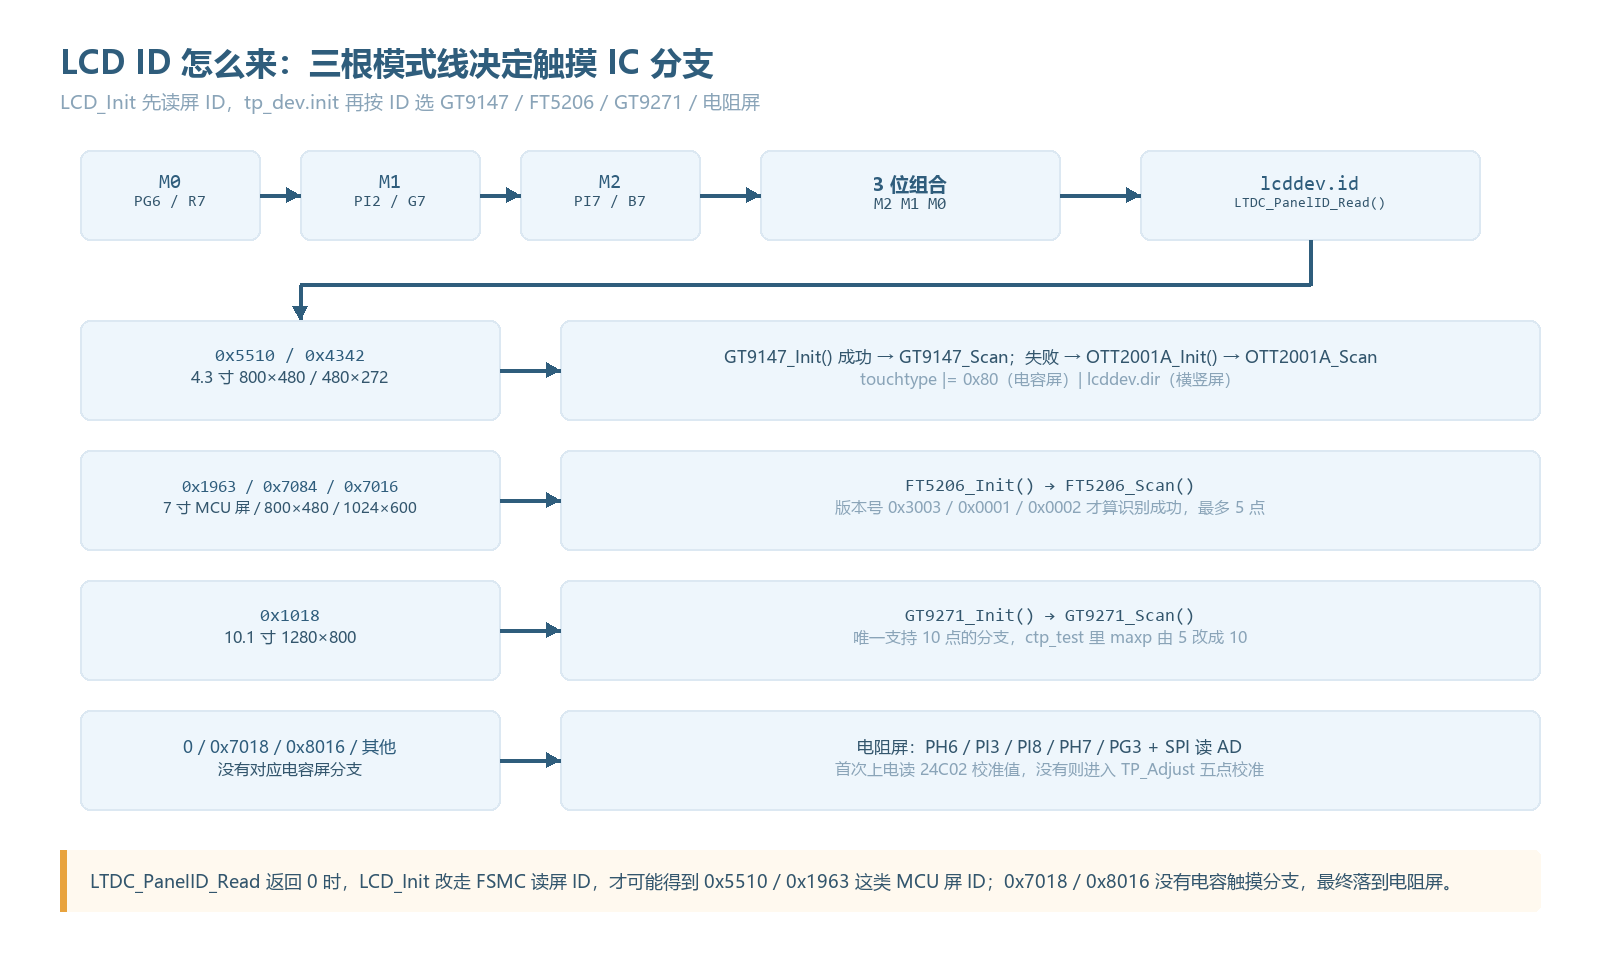 LCD ID 怎么来：三根模式线决定触摸 IC 分支
LCD_Init 先读屏 ID，tp_dev.init 再按 ID 选 GT9147 / FT5206 / GT9271 / 电阻屏
M0
PG6 / R7
M1
PI2 / G7
M2
PI7 / B7
3 位组合
M2 M1 M0
lcddev.id
LTDC_PanelID_Read()
0x5510 / 0x4342
4.3 寸 800×480 / 480×272
GT9147_Init() 成功 → GT9147_Scan；失败 → OTT2001A_Init() → OTT2001A_Scan
touchtype |= 0x80（电容屏）| lcddev.dir（横竖屏）
0x1963 / 0x7084 / 0x7016
7 寸 MCU 屏 / 800×480 / 1024×600
FT5206_Init() → FT5206_Scan()
版本号 0x3003 / 0x0001 / 0x0002 才算识别成功，最多 5 点
0x1018
10.1 寸 1280×800
GT9271_Init() → GT9271_Scan()
唯一支持 10 点的分支，ctp_test 里 maxp 由 5 改成 10
0 / 0x7018 / 0x8016 / 其他
没有对应电容屏分支
电阻屏：PH6 / PI3 / PI8 / PH7 / PG3 + SPI 读 AD
首次上电读 24C02 校准值，没有则进入 TP_Adjust 五点校准
LTDC_PanelID_Read 返回 0 时，LCD_Init 改走 FSMC 读屏 ID，才可能得到 0x5510 / 0x1963 这类 MCU 屏 ID；0x7018 / 0x8016 没有电容触摸分支，最终落到电阻屏。